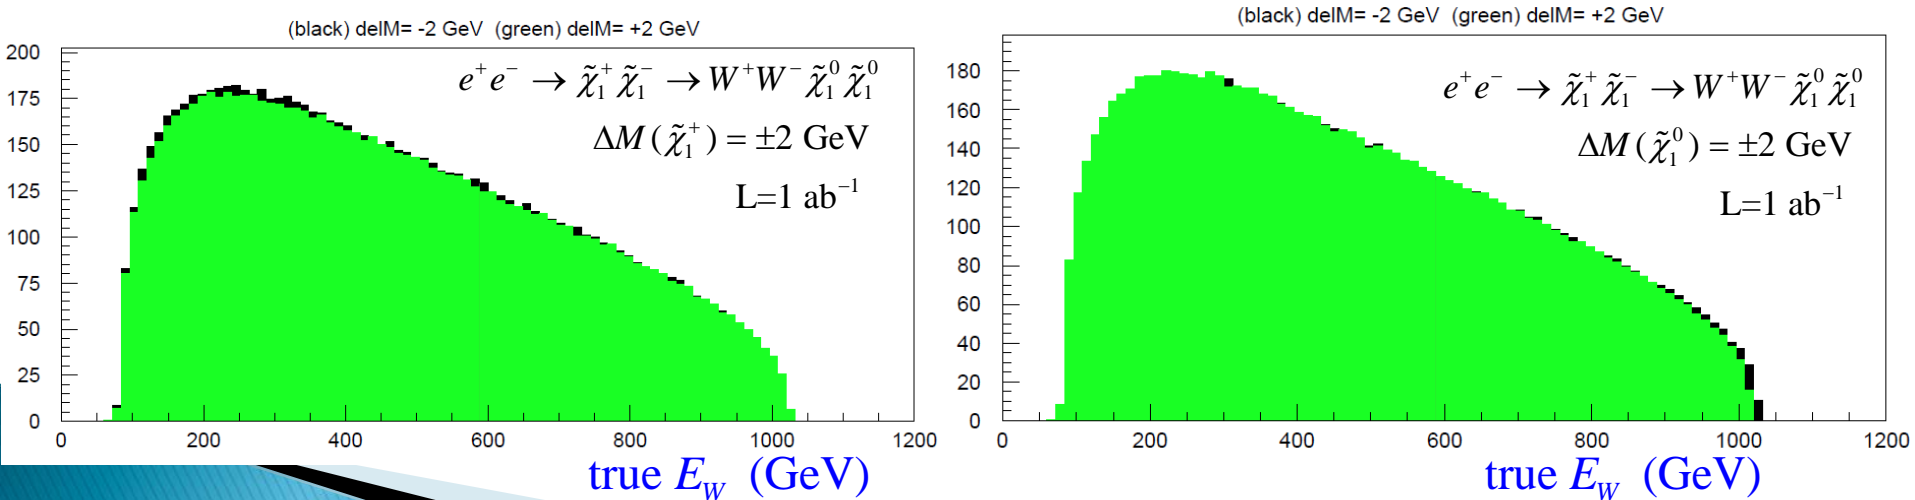 (black) delM= -2 GeV (green) delM= +2 GeV
e⁺e⁻ → χ̃₁⁺ χ̃₁⁻ → W⁺W⁻ χ̃₁⁰ χ̃₁⁰
ΔM(χ̃₁⁺) = ±2 GeV
L=1 ab⁻¹
200
175
150
125
100
75
50
25
0
0 200 400 600 800 1000 1200
true E_W (GeV)
(black) delM= -2 GeV (green) delM= +2 GeV
e⁺e⁻ → χ̃₁⁺ χ̃₁⁻ → W⁺W⁻ χ̃₁⁰ χ̃₁⁰
ΔM(χ̃₁⁰) = ±2 GeV
L=1 ab⁻¹
180
160
140
120
100
80
60
40
20
0
0 200 400 600 800 1000 1200
true E_W (GeV)